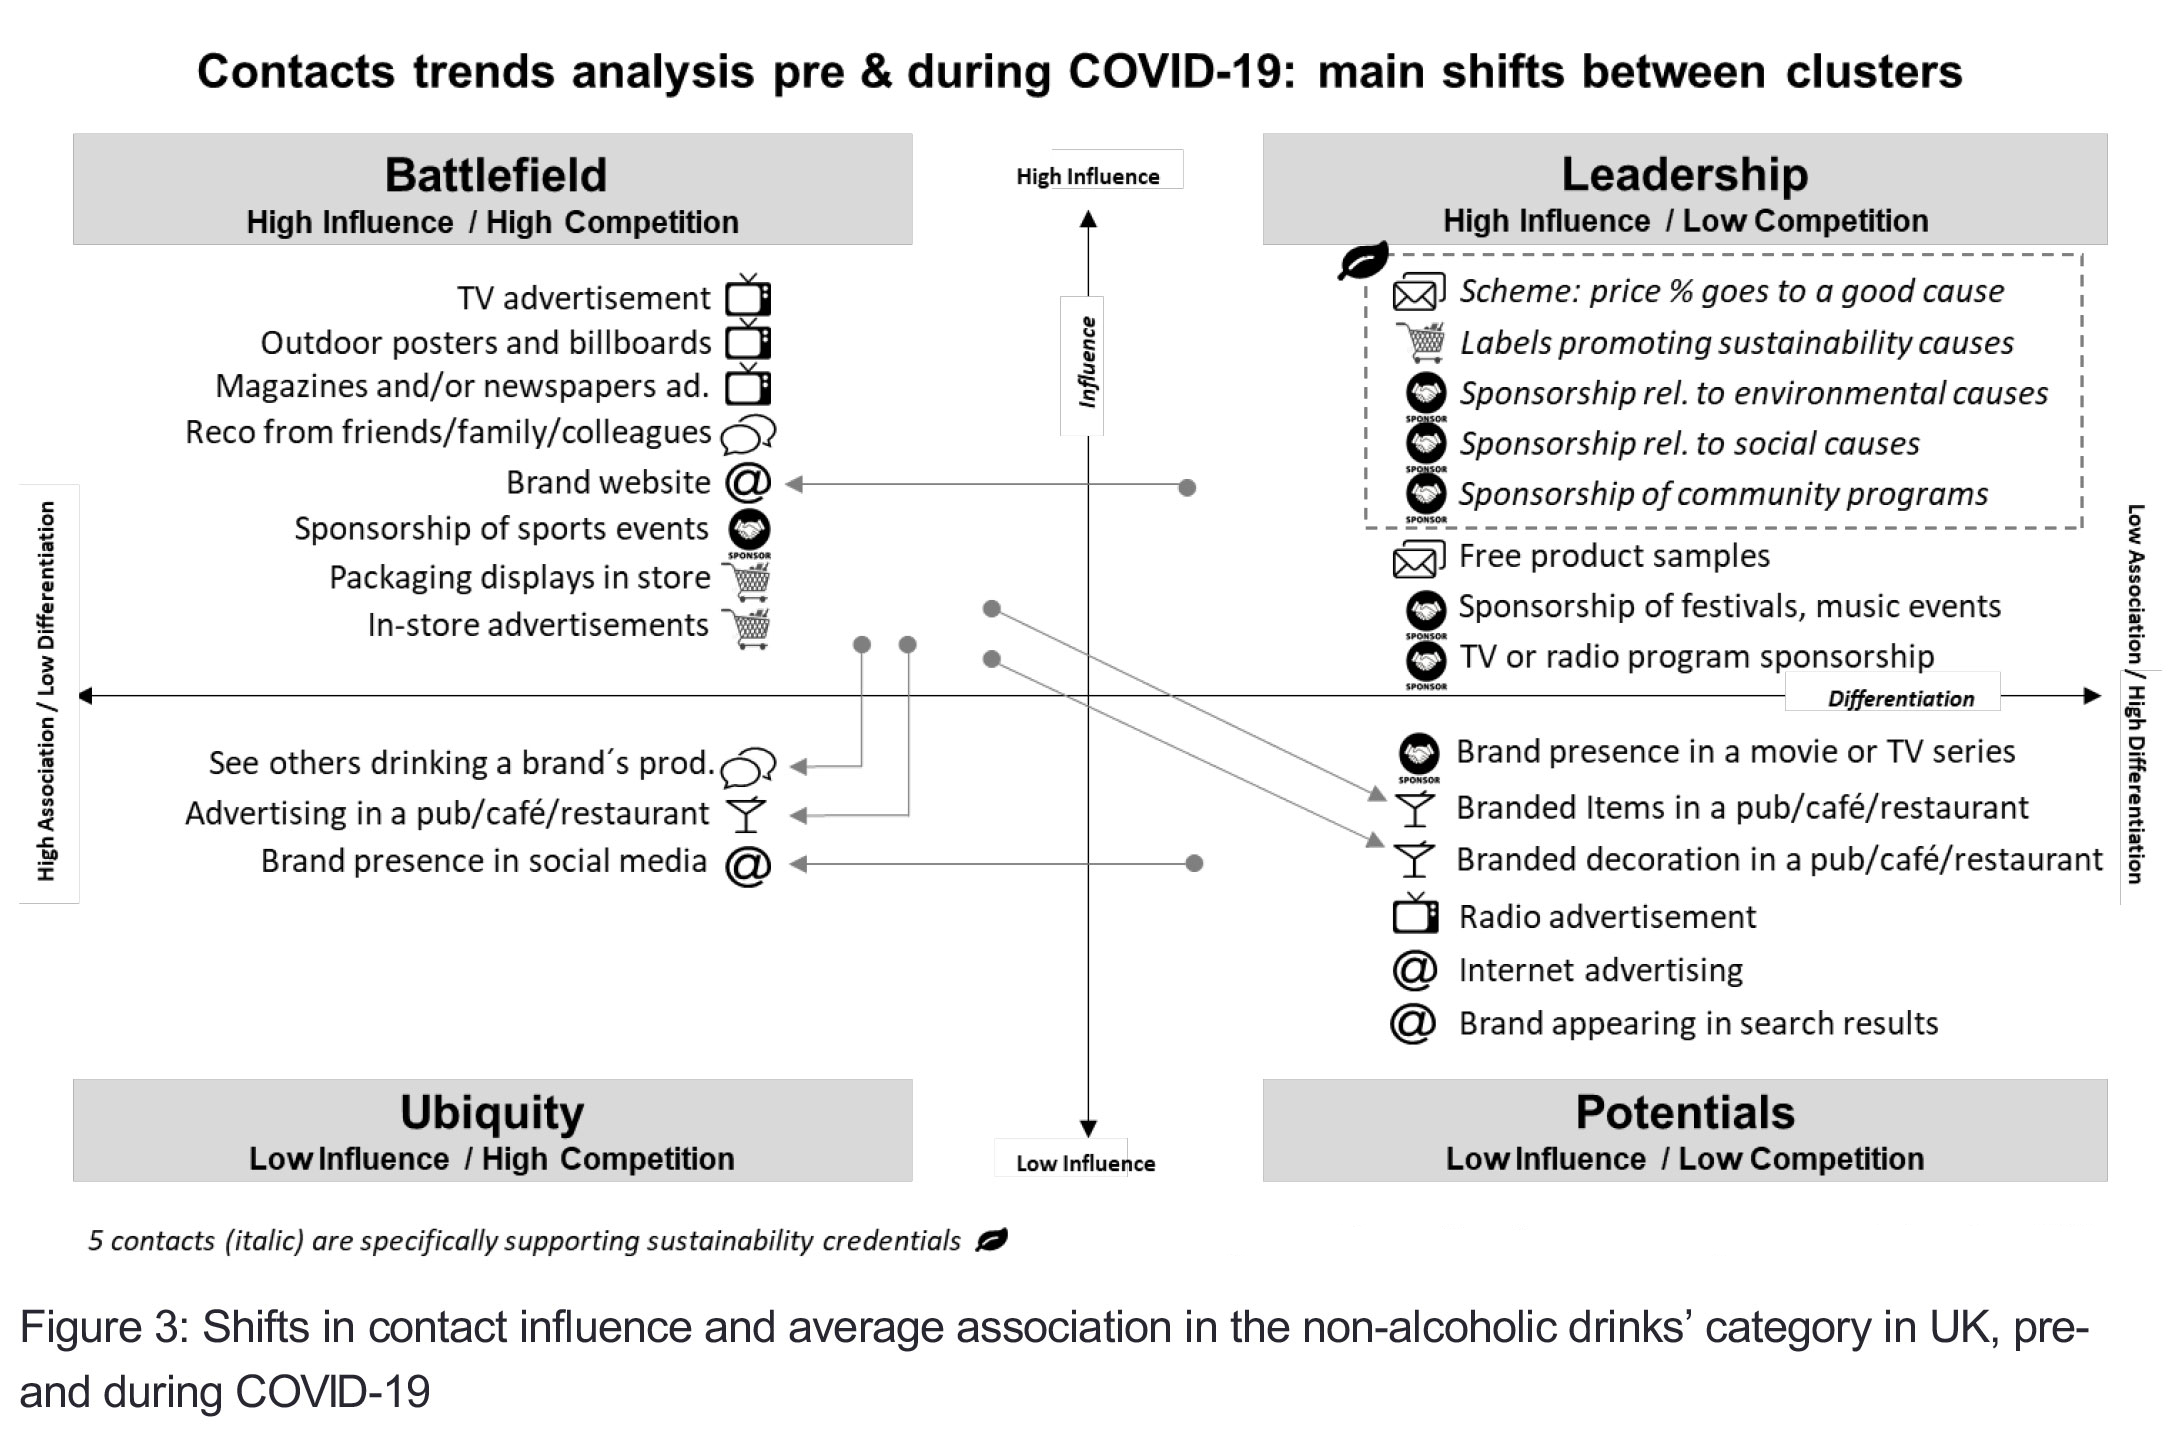 Contacts trends analysis pre & during COVID-19: main shifts between clusters
Battlefield
High Influence / High Competition
High Influence
Leadership
High Influence / Low Competition
TV advertisement
Outdoor posters and billboards
Magazines and/or newspapers ad.
Reco from friends/family/colleagues
Brand website
Sponsorship of sports events
SPONSOR
Packaging displays in store
In-store advertisements
Influence
Scheme: price % goes to a good cause
Labels promoting sustainability causes
Sponsorship rel. to environmental causes
SPONSOR
Sponsorship rel. to social causes
SPONSOR
Sponsorship of community programs
SPONSOR
Free product samples
Sponsorship of festivals, music events
SPONSOR
TV or radio program sponsorship
SPONSOR
High Association / Low Differentiation
Differentiation
Low Association / High Differentiation
See others drinking a brand´s prod.
Advertising in a pub/café/restaurant
Brand presence in social media
Brand presence in a movie or TV series
SPONSOR
Branded Items in a pub/café/restaurant
Branded decoration in a pub/café/restaurant
Radio advertisement
Internet advertising
Brand appearing in search results
Ubiquity
Low Influence / High Competition
Low Influence
Potentials
Low Influence / Low Competition
5 contacts (italic) are specifically supporting sustainability credentials
Figure 3: Shifts in contact influence and average association in the non-alcoholic drinks’ category in UK, pre-
and during COVID-19